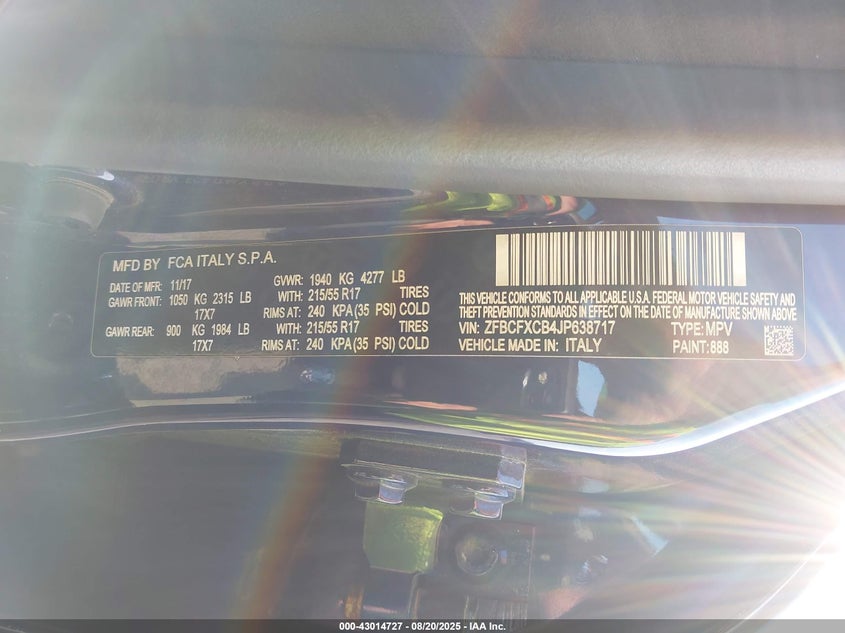 MFD BY FCA ITALY S.P.A.
DATE OF MFR: 11/17
GVWR: 1940 KG 4277 LB
GAWR FRONT: 1050 KG 2315 LB WITH: 215/55 R17 TIRES
17X7 RIMS AT: 240 KPA (35 PSI) COLD
GAWR REAR: 900 KG 1984 LB WITH: 215/55 R17 TIRES
17X7 RIMS AT: 240 KPA (35 PSI) COLD
THIS VEHICLE CONFORMS TO ALL APPLICABLE U.S.A. FEDERAL MOTOR VEHICLE SAFETY AND
THEFT PREVENTION STANDARDS IN EFFECT ON THE DATE OF MANUFACTURE SHOWN ABOVE
VIN: ZFBCFXCB4JP638717 TYPE: MPV
VEHICLE MADE IN: ITALY PAINT: 888
000-43014727 - 08/20/2025 - IAA Inc.